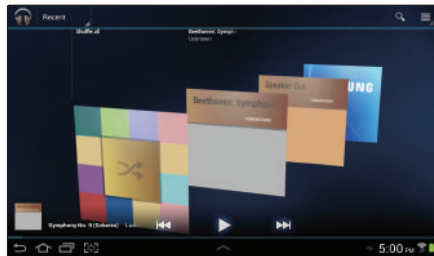 Recent
Shuffle all
Beethoven: Symph
Unknown
UNG
Speaker Out
Beethoven: Sympho
Symphony No. 9 (Scherzo)
5:00 PM